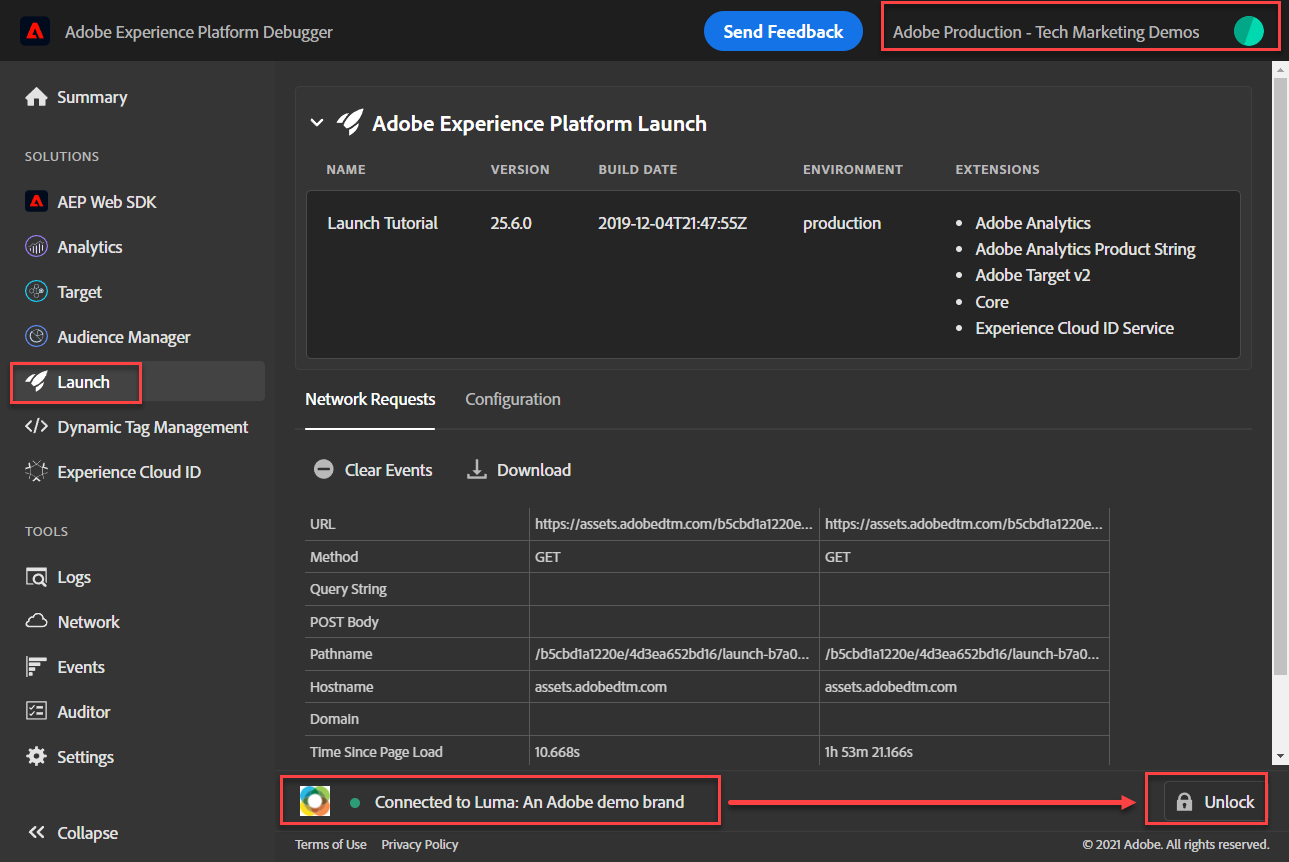 Adobe Experience Platform Debugger
Send Feedback
Adobe Production - Tech Marketing Demos
Summary
SOLUTIONS
AEP Web SDK
Analytics
Target
Audience Manager
Launch
Dynamic Tag Management
Experience Cloud ID
TOOLS
Logs
Network
Events
Auditor
Settings
Collapse
Adobe Experience Platform Launch
NAME VERSION BUILD DATE ENVIRONMENT EXTENSIONS
Launch Tutorial 25.6.0 2019-12-04T21:47:55Z production • Adobe Analytics
• Adobe Analytics Product String
• Adobe Target v2
• Core
• Experience Cloud ID Service
Network Requests Configuration
Clear Events Download
URL https://assets.adobedtm.com/b5cbd1a1220e... https://assets.adobedtm.com/b5cbd1a1220e...
Method GET GET
Query String
POST Body
Pathname /b5cbd1a1220e/4d3ea652bd16/launch-b7a0... /b5cbd1a1220e/4d3ea652bd16/launch-b7a0...
Hostname assets.adobedtm.com assets.adobedtm.com
Domain
Time Since Page Load 10.668s 1h 53m 21.166s
Connected to Luma: An Adobe demo brand
Unlock
Terms of Use Privacy Policy © 2021 Adobe. All rights reserved.